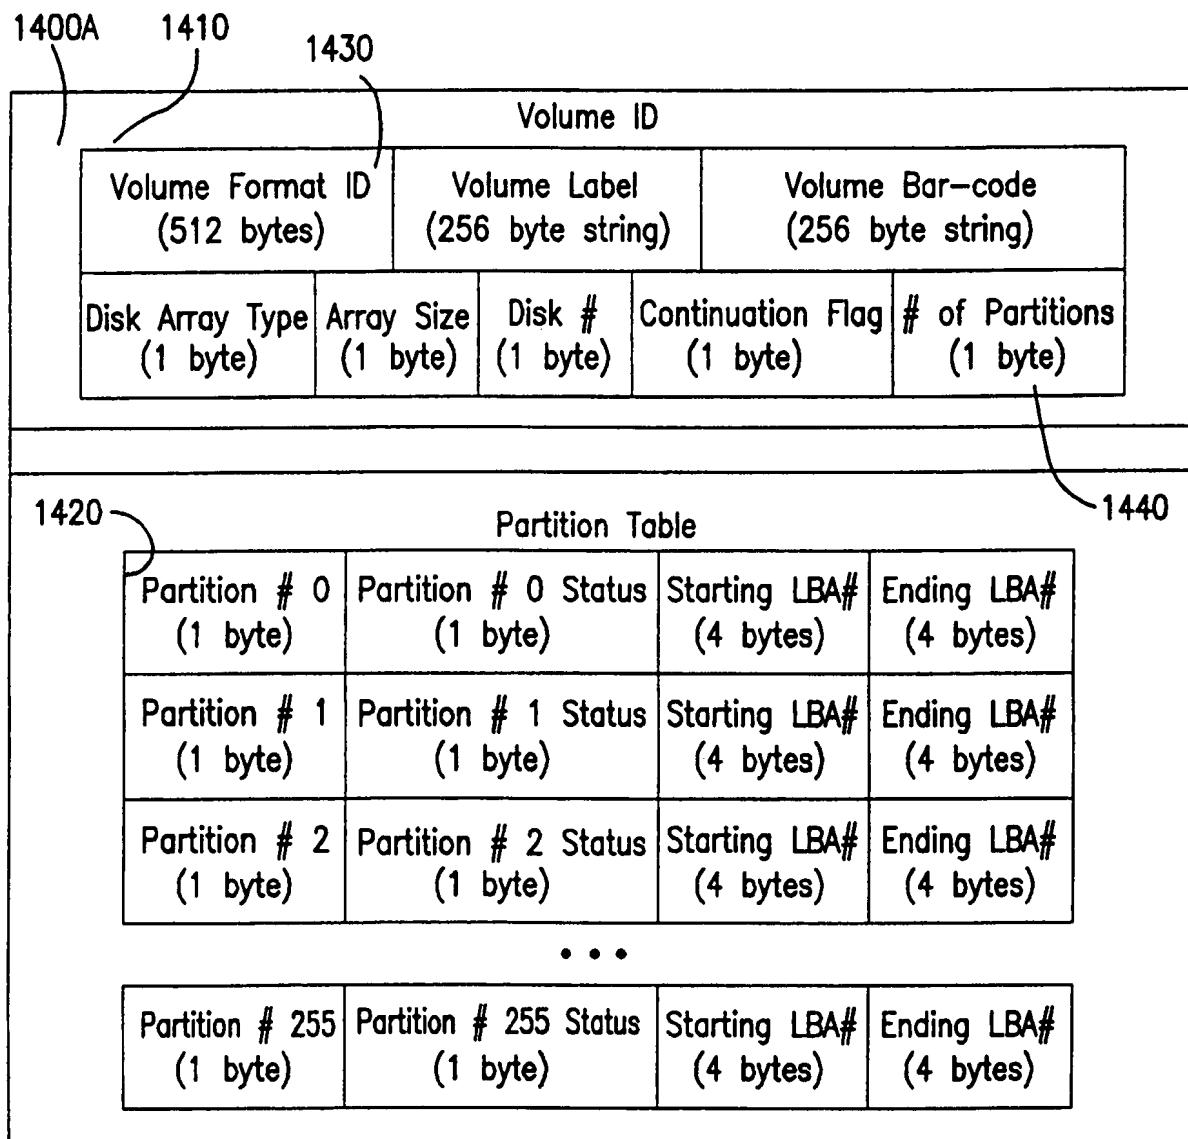 1400A
1410
1430
Volume ID
Volume Format ID
(512 bytes)
Volume Label
(256 byte string)
Volume Bar-code
(256 byte string)
Disk Array Type
(1 byte)
Array Size
(1 byte)
Disk #
(1 byte)
Continuation Flag
(1 byte)
# of Partitions
(1 byte)
1420
1440
Partition Table
Partition # 0
(1 byte)
Partition # 0 Status
(1 byte)
Starting LBA#
(4 bytes)
Ending LBA#
(4 bytes)
Partition # 1
(1 byte)
Partition # 1 Status
(1 byte)
Starting LBA#
(4 bytes)
Ending LBA#
(4 bytes)
Partition # 2
(1 byte)
Partition # 2 Status
(1 byte)
Starting LBA#
(4 bytes)
Ending LBA#
(4 bytes)
• • •
Partition # 255
(1 byte)
Partition # 255 Status
(1 byte)
Starting LBA#
(4 bytes)
Ending LBA#
(4 bytes)